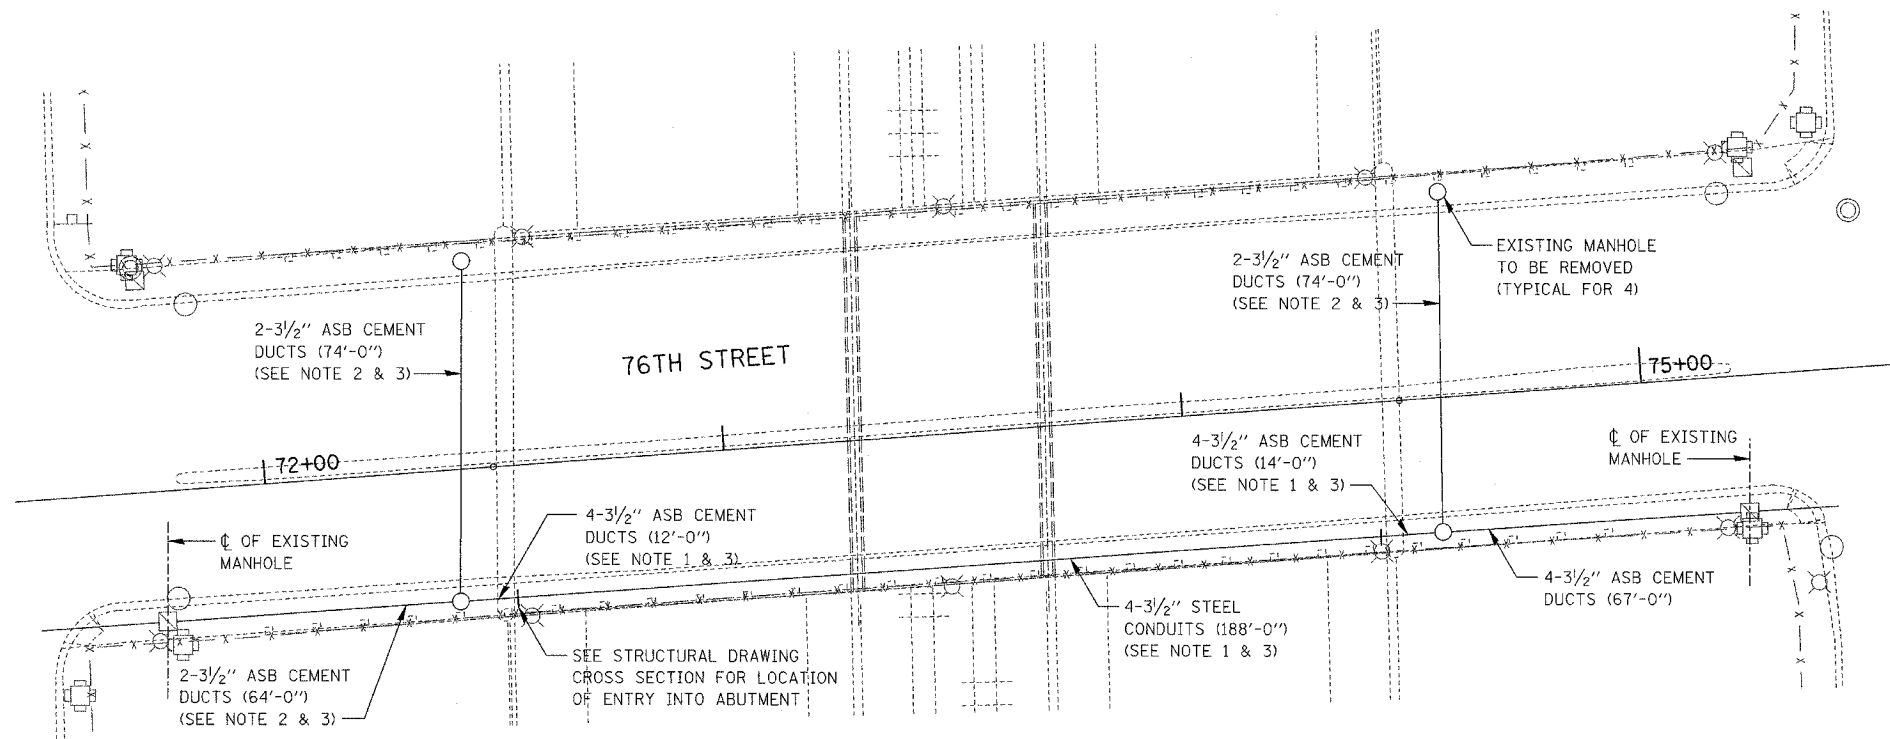 EXISTING MANHOLE
TO BE REMOVED
(TYPICAL FOR 4)
2-3½" ASB CEMENT
DUCTS (74'-0")
(SEE NOTE 2 & 3)
2-3½" ASB CEMENT
DUCTS (74'-0")
(SEE NOTE 2 & 3)
76TH STREET
75+00
72+00
4-3½" ASB CEMENT
DUCTS (14'-0")
(SEE NOTE 1 & 3)
℄ OF EXISTING
MANHOLE
4-3½" ASB CEMENT
DUCTS (12'-0")
(SEE NOTE 1 & 3)
℄ OF EXISTING
MANHOLE
4-3½" ASB CEMENT
DUCTS (67'-0")
4-3½" STEEL
CONDUITS (188'-0")
(SEE NOTE 1 & 3)
SEE STRUCTURAL DRAWING
CROSS SECTION FOR LOCATION
OF ENTRY INTO ABUTMENT
2-3½" ASB CEMENT
DUCTS (64'-0")
(SEE NOTE 2 & 3)